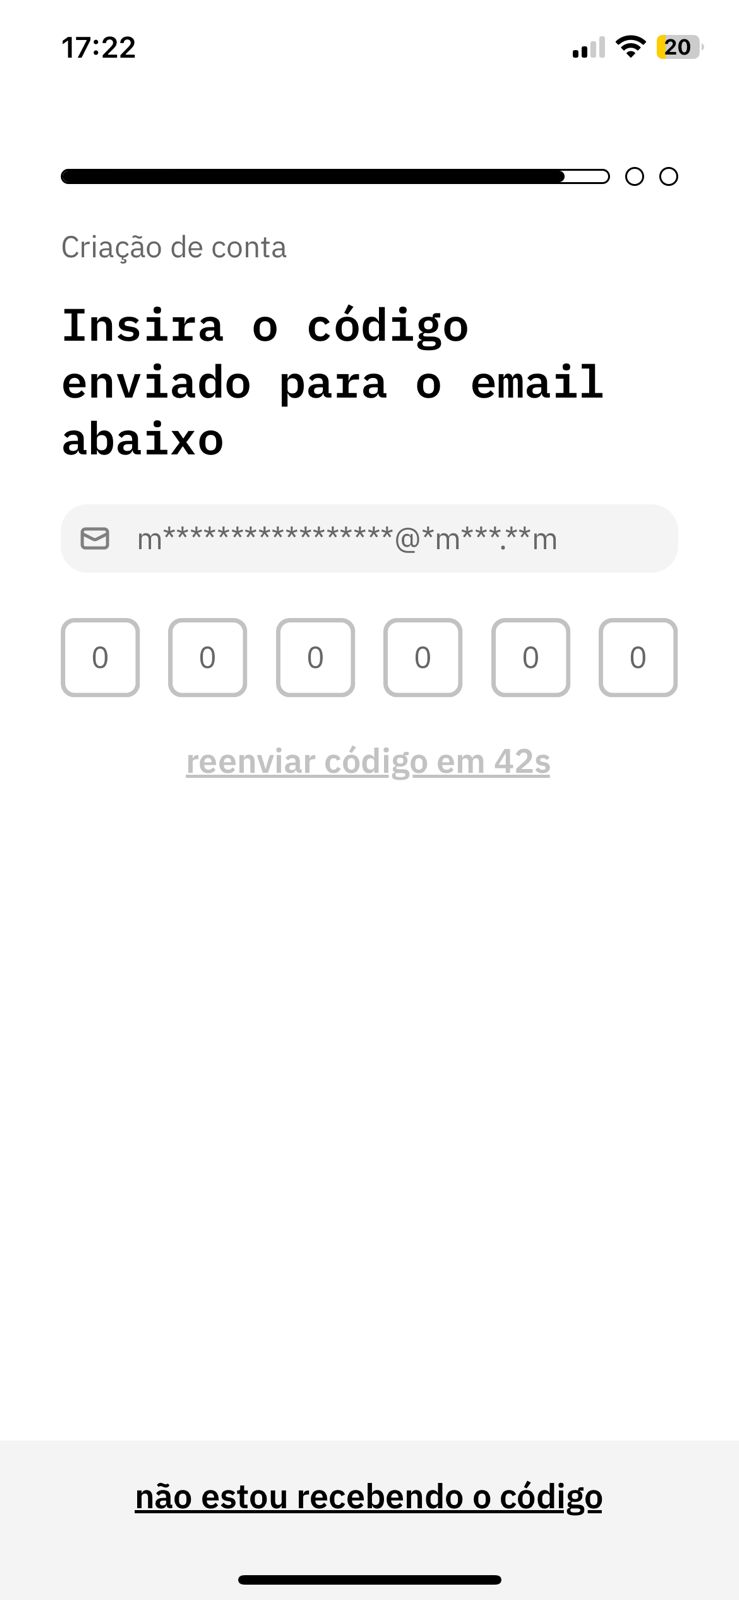 17:22
20
Criação de conta
Insira o código
enviado para o email
abaixo
m*****************@*m***.**m
0 0 0 0 0 0
reenviar código em 42s
não estou recebendo o código